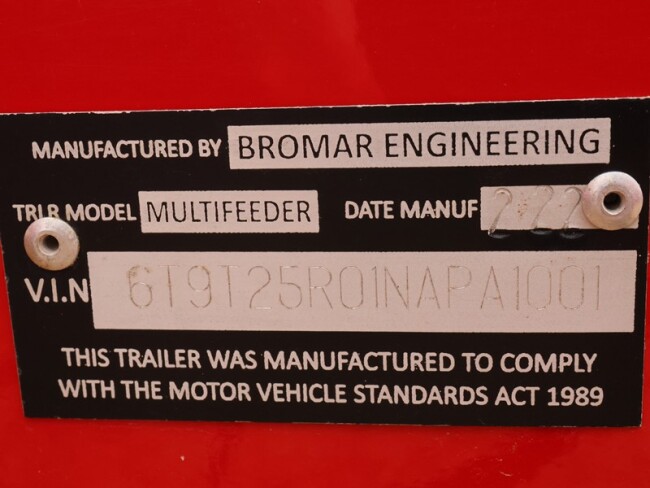 MANUFACTURED BY BROMAR ENGINEERING
TRLR MODEL MULTIFEEDER DATE MANUF 2-22
V.I.N 6T9T25R01NAPA1001
THIS TRAILER WAS MANUFACTURED TO COMPLY
WITH THE MOTOR VEHICLE STANDARDS ACT 1989